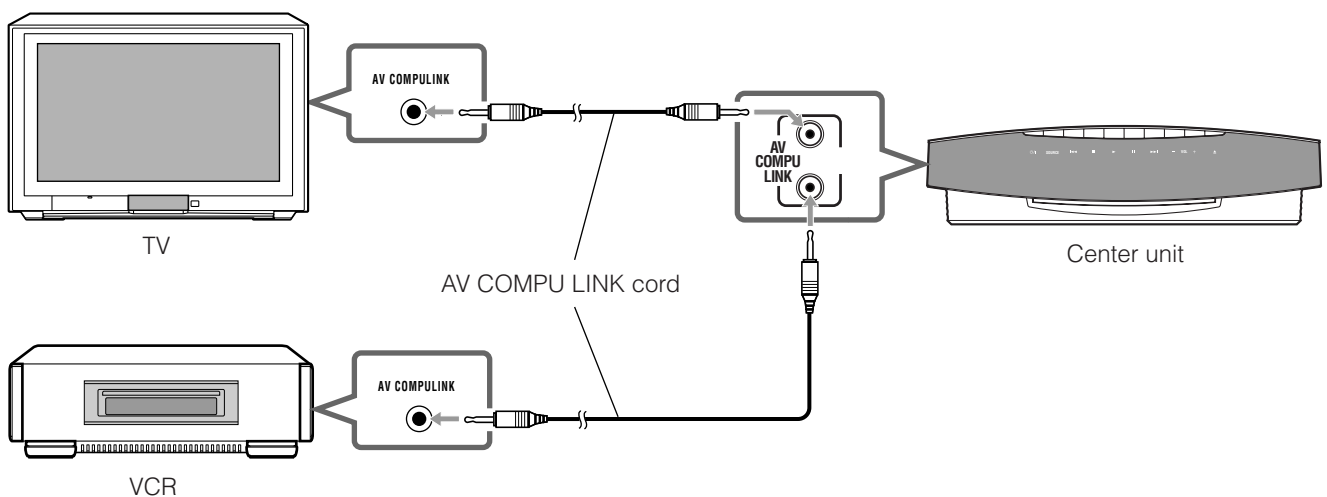 AV COMPULINK
AV
COMPU
LINK
TV
Center unit
AV COMPU LINK cord
AV COMPULINK
VCR